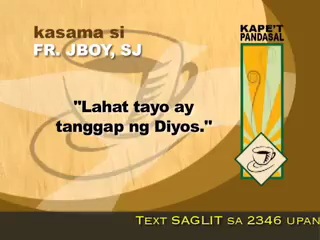 kasama si
FR. JBOY, SJ
KAPE'T
PANDASAL
"Lahat tayo ay
tanggap ng Diyos."
TEXT SAGLIT SA 2346 UPAN